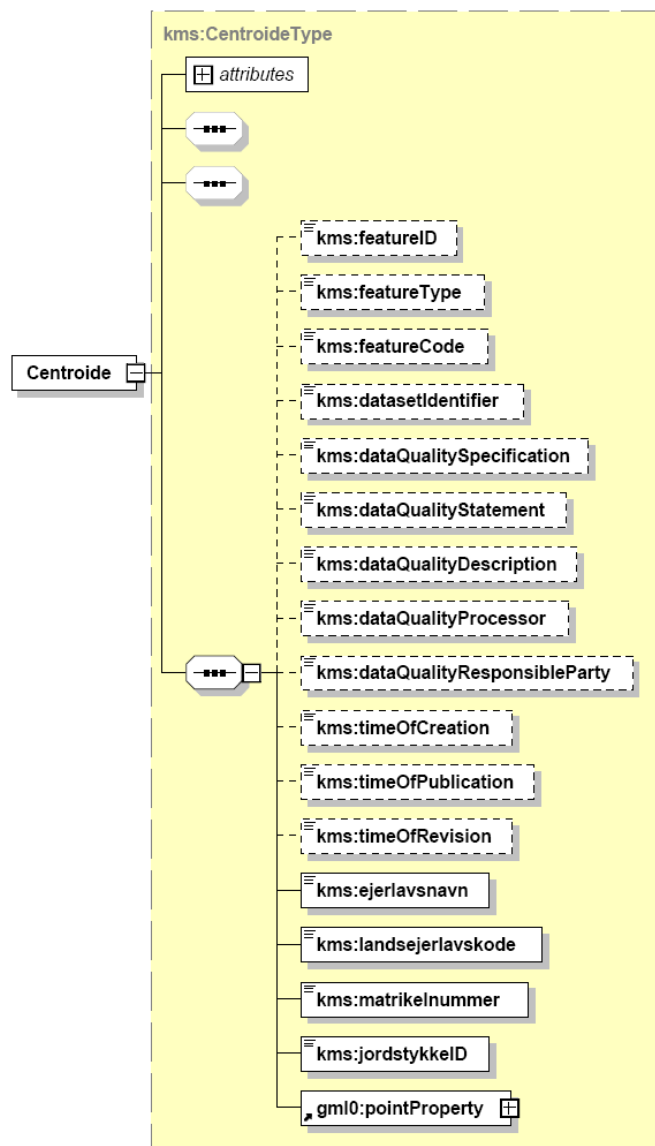 kms:CentroideType
attributes
kms:featureID
kms:featureType
kms:featureCode
Centroide
kms:datasetIdentifier
kms:dataQualitySpecification
kms:dataQualityStatement
kms:dataQualityDescription
kms:dataQualityProcessor
kms:dataQualityResponsibleParty
kms:timeOfCreation
kms:timeOfPublication
kms:timeOfRevision
kms:ejerlavsnavn
kms:landsejerlavskode
kms:matrikelnummer
kms:jordstykkeID
gml0:pointProperty